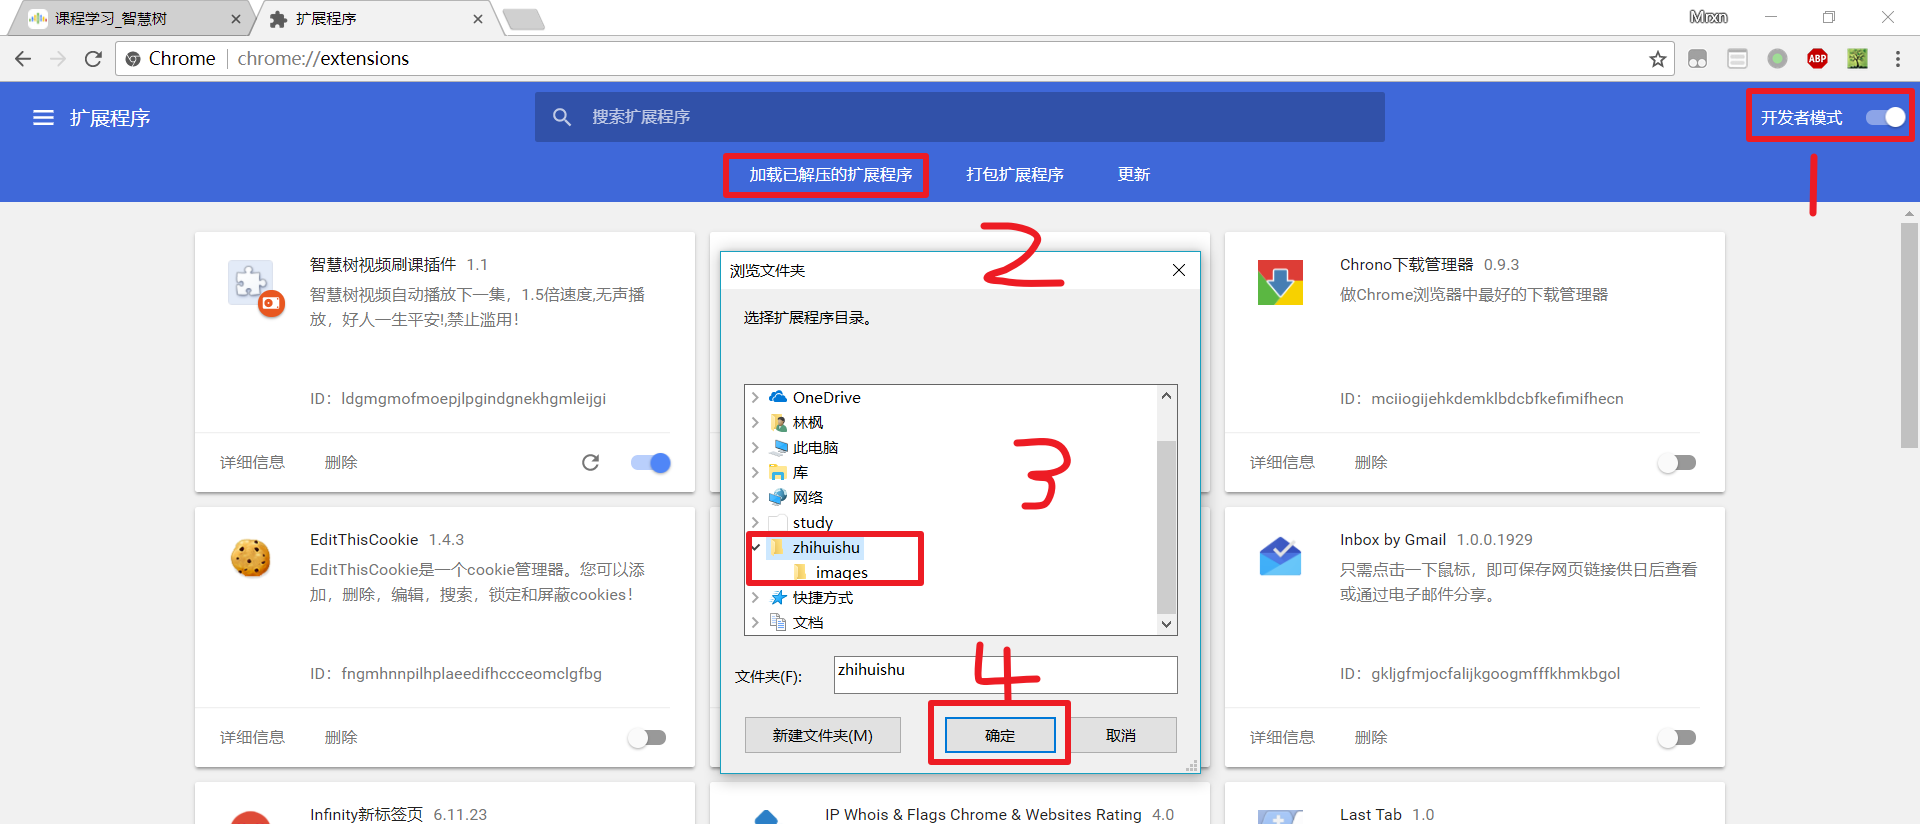 课程学习_智慧树
扩展程序
Mrxn
Chrome
chrome://extensions
ABP
扩展程序
搜索扩展程序
开发者模式
1
加载已解压的扩展程序
打包扩展程序
更新
2
智慧树视频刷课插件 1.1
智慧树视频自动播放下一集，1.5倍速度,无声播
放，好人一生平安!,禁止滥用！
ID：ldgmgmofmoepjlpgindgnekhgmleijgi
详细信息
删除
浏览文件夹
选择扩展程序目录。
OneDrive
林枫
此电脑
库
网络
study
zhihuishu
images
快捷方式
文档
3
文件夹(F):
zhihuishu
4
新建文件夹(M)
确定
取消
Chrono下载管理器 0.9.3
做Chrome浏览器中最好的下载管理器
ID：mciiogijehkdemklbdcbfkefimifhecn
详细信息
删除
EditThisCookie 1.4.3
EditThisCookie是一个cookie管理器。您可以添
加，删除，编辑，搜索，锁定和屏蔽cookies！
ID：fngmhnnpilhplaeedifhccceomclgfbg
详细信息
删除
Inbox by Gmail 1.0.0.1929
只需点击一下鼠标，即可保存网页链接供日后查看
或通过电子邮件分享。
ID：gkljgfmjocfalijkgoogmfffkhmkbgol
详细信息
删除
Infinity新标签页 6.11.23
IP Whois & Flags Chrome & Websites Rating 4.0
Last Tab 1.0